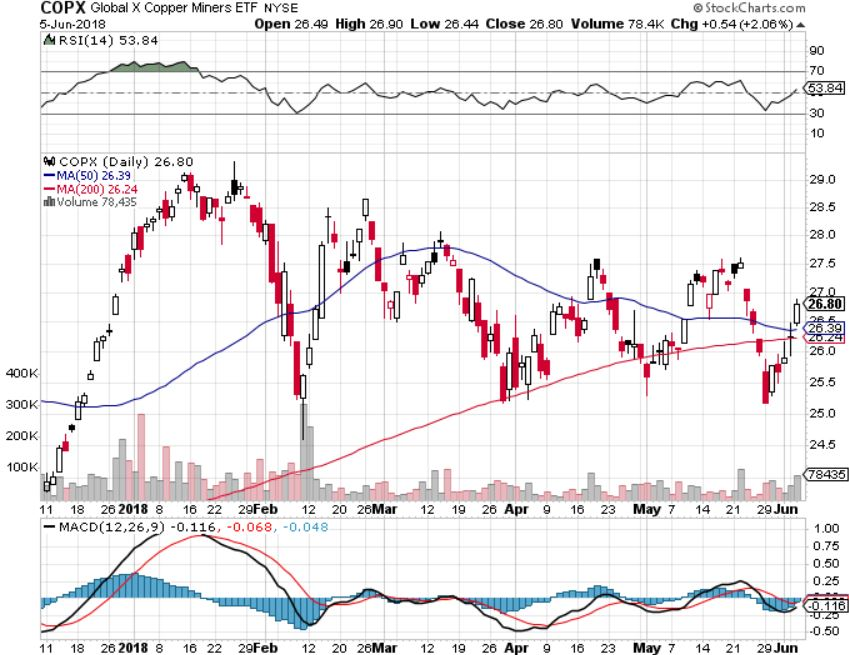 COPX Global X Copper Miners ETF NYSE © StockCharts.com
5-Jun-2018 Open 26.49 High 26.90 Low 26.44 Close 26.80 Volume 78.4K Chg +0.54 (+2.06%)
RSI(14) 53.84
90
70
53.84
30
10
COPX (Daily) 26.80
MA(50) 26.39
MA(200) 26.24
Volume 78,435
29.0
28.5
28.0
27.5
27.0
26.80
26.5
26.39
26.24
26.0
400K 25.5
300K 25.0
200K 24.5
100K 78435
11 18 26 2018 8 16 22 29 Feb 12 20 26 Mar 12 19 26 Apr 9 16 23 May 7 14 21 29 Jun
MACD(12,26,9) -0.116, -0.068, -0.048
1.00
0.75
0.50
0.25
-0.116
-0.50
11 18 26 2018 8 16 22 29 Feb 12 20 26 Mar 12 19 26 Apr 9 16 23 May 7 14 21 29 Jun